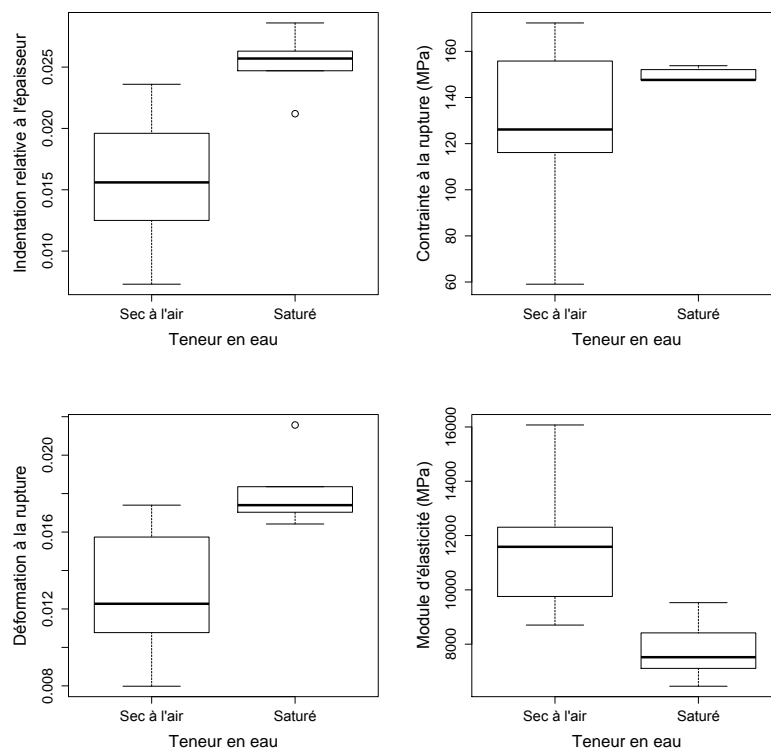 Indentation relative à l'épaisseur
0.025
0.020
0.015
0.010
Sec à l'air
Saturé
Teneur en eau
Contrainte à la rupture (MPa)
160
140
120
100
80
60
Sec à l'air
Saturé
Teneur en eau
Déformation à la rupture
0.020
0.016
0.012
0.008
Sec à l'air
Saturé
Teneur en eau
Module d'élasticité (MPa)
16000
14000
12000
10000
8000
Sec à l'air
Saturé
Teneur en eau